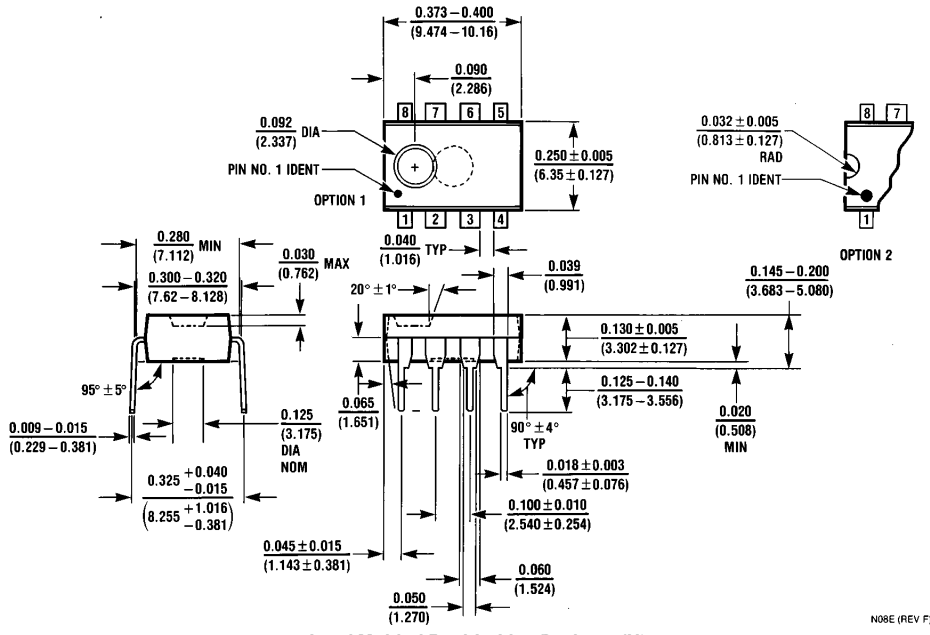 0.373 – 0.400
(9.474 – 10.16)
0.090
(2.286)
8 7 6 5
0.092
(2.337) DIA
PIN NO. 1 IDENT
OPTION 1
+
0.250 ± 0.005
(6.35 ± 0.127)
1 2 3 4
0.032 ± 0.005
(0.813 ± 0.127)
RAD
PIN NO. 1 IDENT
8 7
1
OPTION 2
0.280
(7.112) MIN
0.300 – 0.320
(7.62 – 8.128)
0.030
(0.762) MAX
0.040
(1.016) TYP
0.039
(0.991)
20° ± 1°
0.145 – 0.200
(3.683 – 5.080)
0.130 ± 0.005
(3.302 ± 0.127)
0.125 – 0.140
(3.175 – 3.556)
0.020
(0.508)
MIN
95° ± 5°
0.009 – 0.015
(0.229 – 0.381)
0.125
(3.175)
DIA
NOM
0.065
(1.651)
90° ± 4°
TYP
0.325 +0.040 −0.015
(8.255 +1.016 −0.381)
0.018 ± 0.003
(0.457 ± 0.076)
0.100 ± 0.010
(2.540 ± 0.254)
0.045 ± 0.015
(1.143 ± 0.381)
0.060
(1.524)
0.050
(1.270)
N08E (REV F)